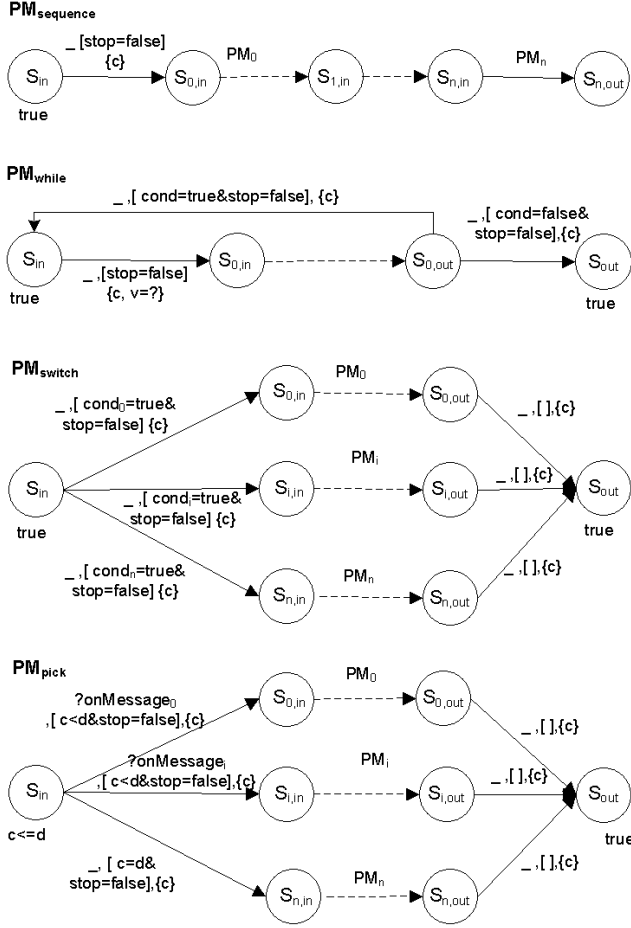 PMsequence
_ [stop=false]
{c}
PM0
PMn
Sin
S0,in
S1,in
Sn,in
Sn,out
true
PMwhile
_ ,[ cond=true&stop=false], {c}
_ ,[ cond=false&
stop=false],{c}
Sin
S0,in
S0,out
Sout
_ ,[stop=false]
{c, v=?}
true
true
PMswitch
PM0
S0,in
S0,out
_ ,[ cond0=true&
stop=false] {c}
_ ,[ ],{c}
PMi
Sin
Si,in
Si,out
_ ,[ ],{c}
Sout
_ ,[ condi=true&
stop=false] {c}
true
true
_ ,[ condn=true&
stop=false] {c}
PMn
_ ,[ ],{c}
Sn,in
Sn,out
PMpick
PM0
?onMessage0
,[ c<d&stop=false],{c}
S0,in
S0,out
_ ,[ ],{c}
?onMessagei
,[ c<d&stop=false],{c}
PMi
_ ,[ ],{c}
Sin
Si,in
Si,out
Sout
c<=d
true
_ ,[ c=d&
stop=false],{c}
PMn
_ ,[ ],{c}
Sn,in
Sn,out